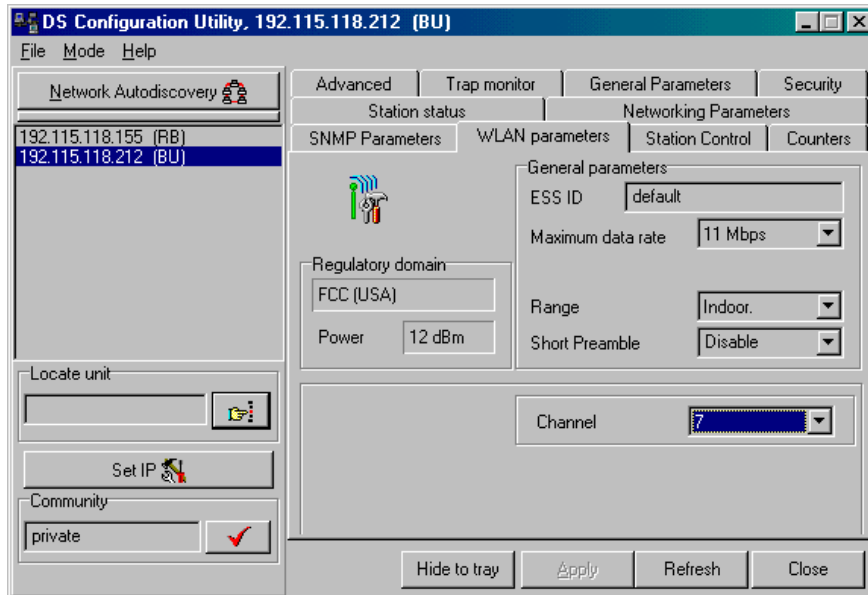 DS Configuration Utility, 192.115.118.212 (BU)
File Mode Help
Network Autodiscovery
192.115.118.155 (RB)
192.115.118.212 (BU)
Locate unit
Set IP
Community
private
Advanced Trap monitor General Parameters Security
Station status Networking Parameters
SNMP Parameters WLAN parameters Station Control Counters
General parameters
ESS ID default
Maximum data rate 11 Mbps
Regulatory domain
FCC (USA)
Power 12 dBm
Range Indoor.
Short Preamble Disable
Channel 7
Hide to tray Apply Refresh Close